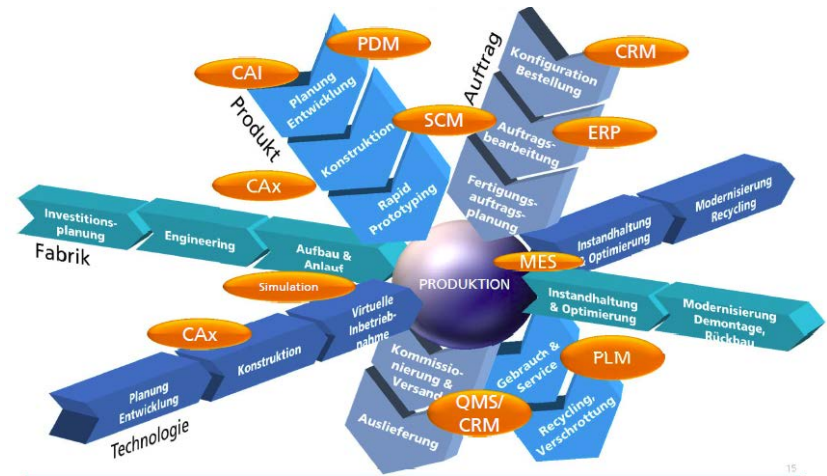 PDM
CAI
Planung
Entwicklung
Produkt
Konstruktion
SCM
CAx
Rapid
Prototyping
Auftrag
Konfiguration
Bestellung
CRM
Auftrags-
bearbeitung
ERP
Fertigungs-
auftrags-
planung
Investitions-
planung
Fabrik
Engineering
Aufbau &
Anlauf
PRODUKTION
MES
Instandhaltung
& Optimierung
Modernisierung
Recycling
Instandhaltung
& Optimierung
Modernisierung
Demontage,
Rückbau
Simulation
CAx
Planung
Entwicklung
Technologie
Konstruktion
Virtuelle
Inbetrieb-
nahme
Kommissio-
nierung &
Versand
Auslieferung
QMS/
CRM
Gebrauch &
Service
PLM
Recycling,
Verschrottung
15